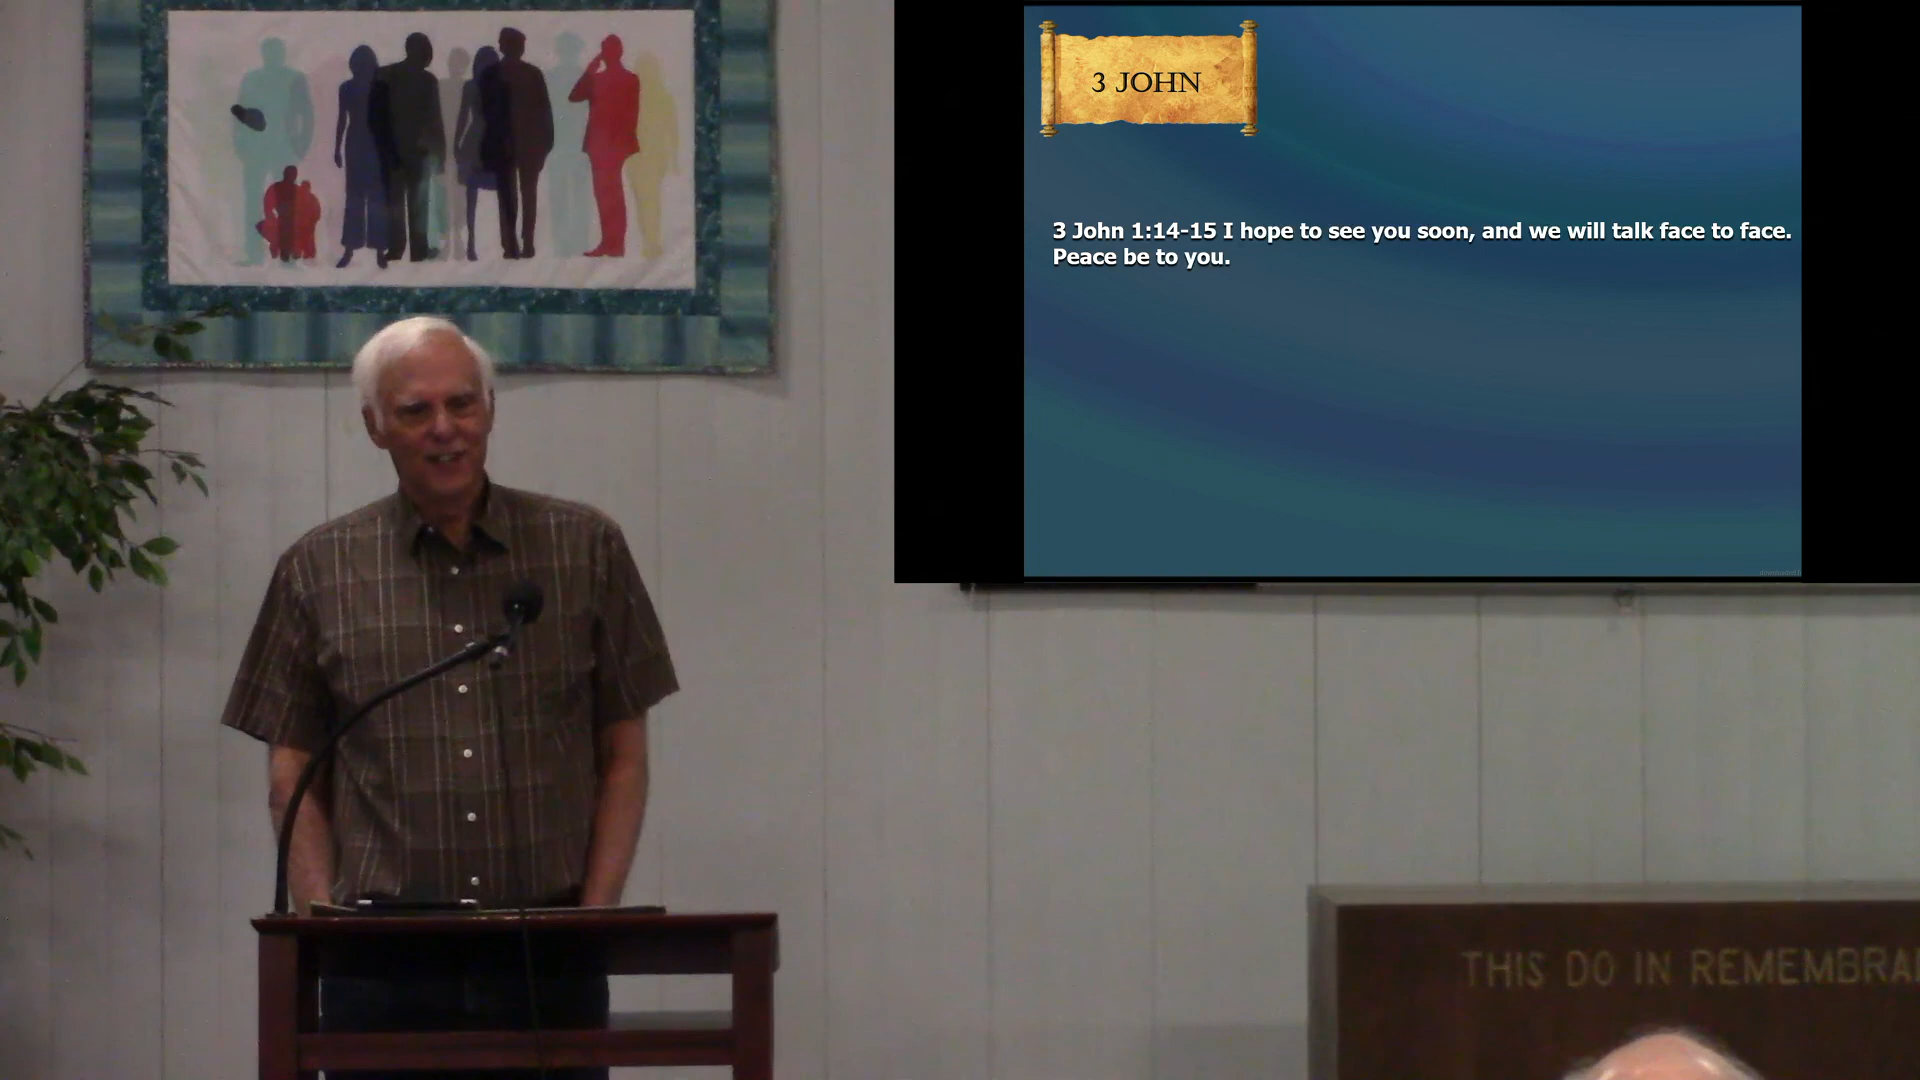 3 JOHN
3 John 1:14-15 I hope to see you soon, and we will talk face to face.
Peace be to you.
THIS DO IN REMEMBRA